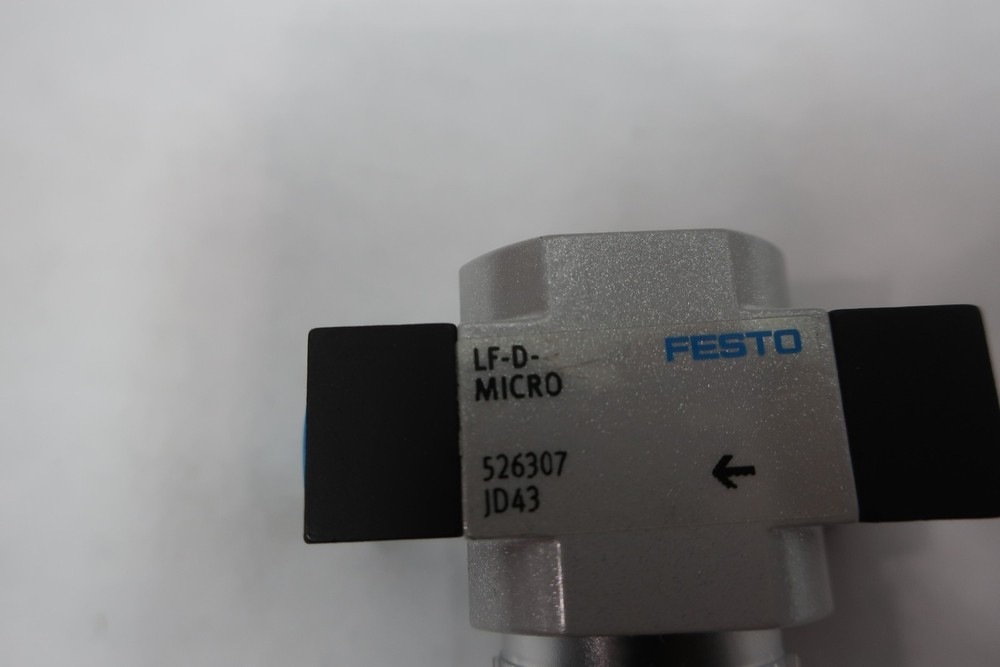 LF-D-
MICRO
FESTO
526307
JD43